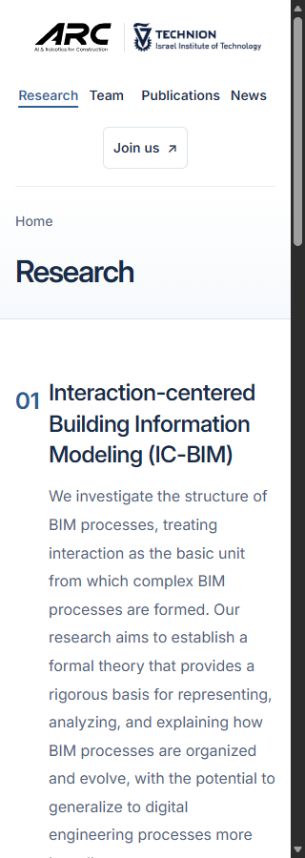 ARC
AI & Robotics for Construction
TECHNION
Israel Institute of Technology
Research Team Publications News
Join us ↗
Home
Research
01 Interaction-centered
Building Information
Modeling (IC-BIM)
We investigate the structure of
BIM processes, treating
interaction as the basic unit
from which complex BIM
processes are formed. Our
research aims to establish a
formal theory that provides a
rigorous basis for representing,
analyzing, and explaining how
BIM processes are organized
and evolve, with the potential to
generalize to digital
engineering processes more